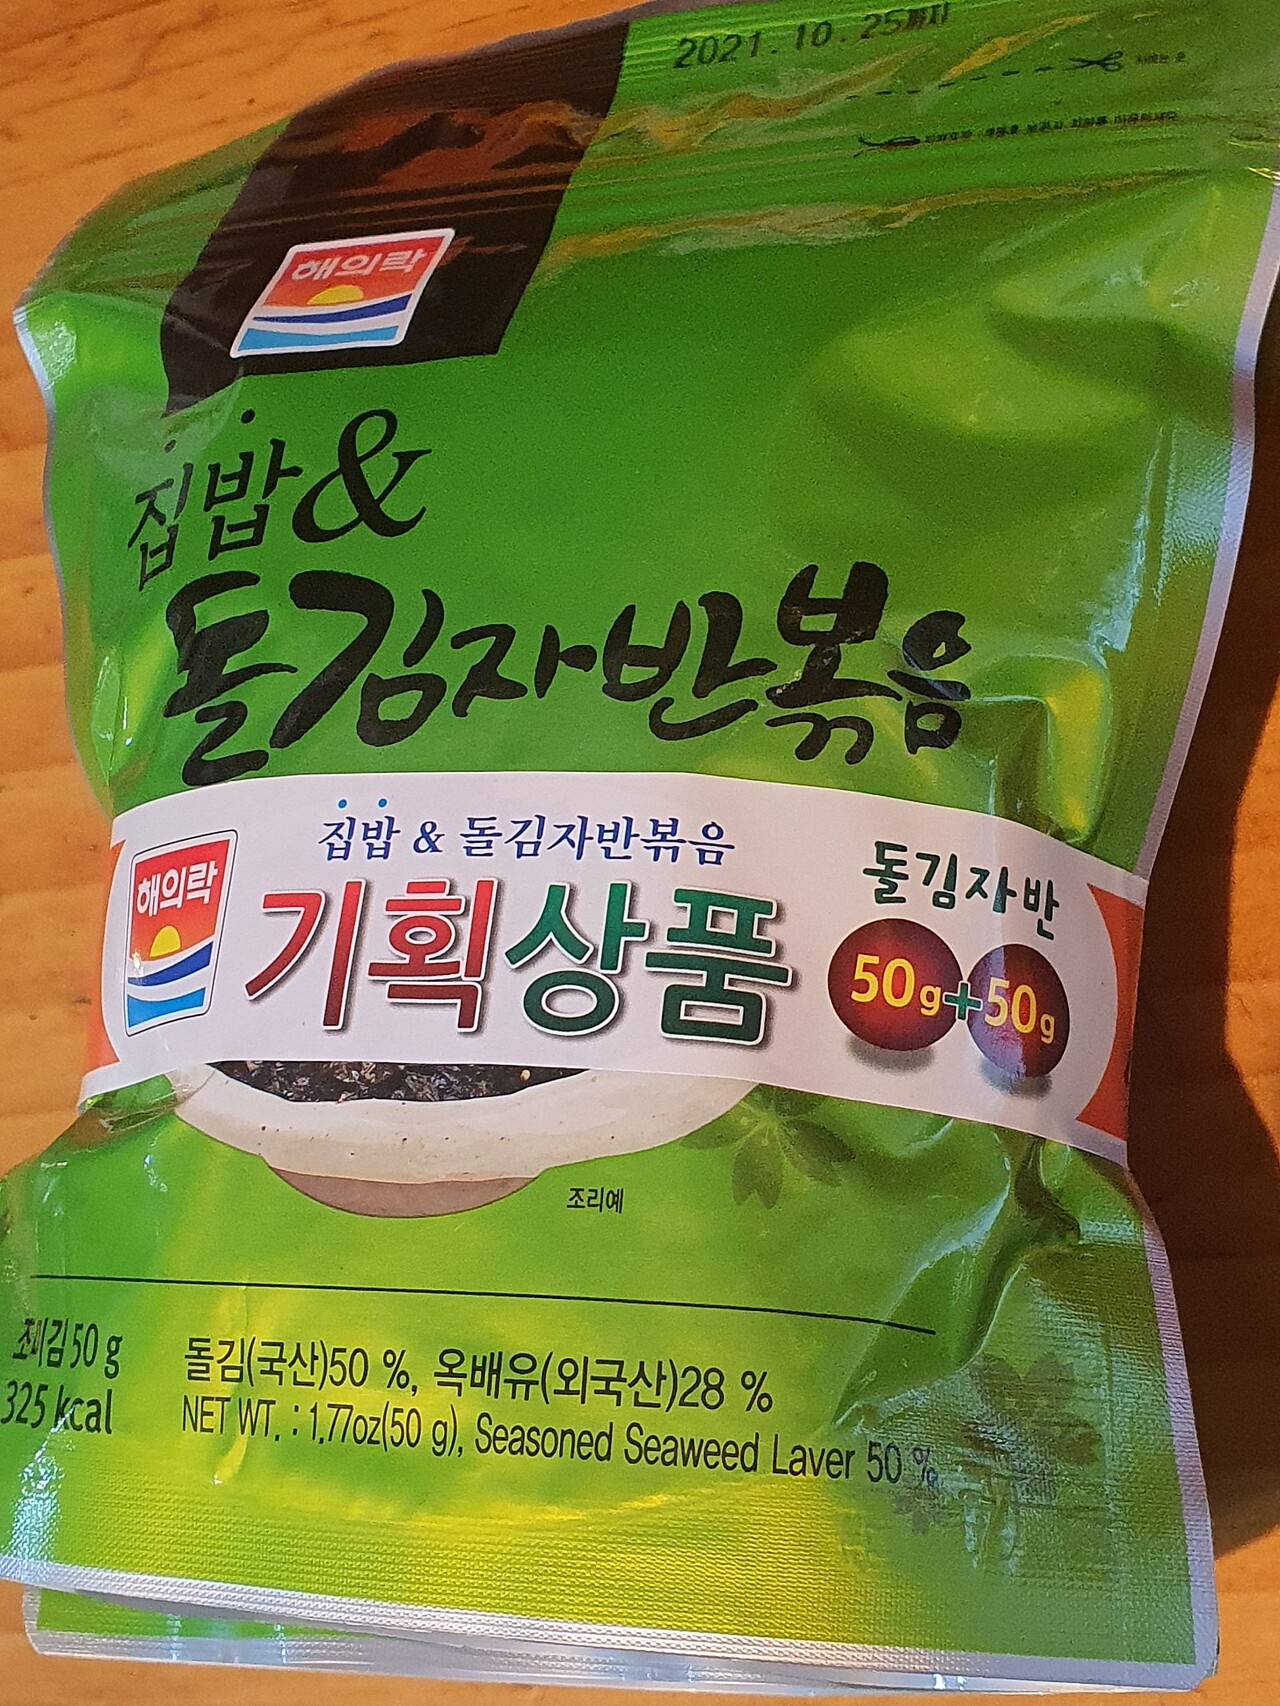 2021.10.25까지
해의락
집밥&
돌김자반볶음
집밥 & 돌김자반볶음
해의락
기획상품
돌김자반
50g+50g
조리예
조미김 50 g
325 kcal
돌김(국산)50 %, 옥배유(외국산)28 %
NET WT. : 1.77oz(50 g), Seasoned Seaweed Laver 50 %